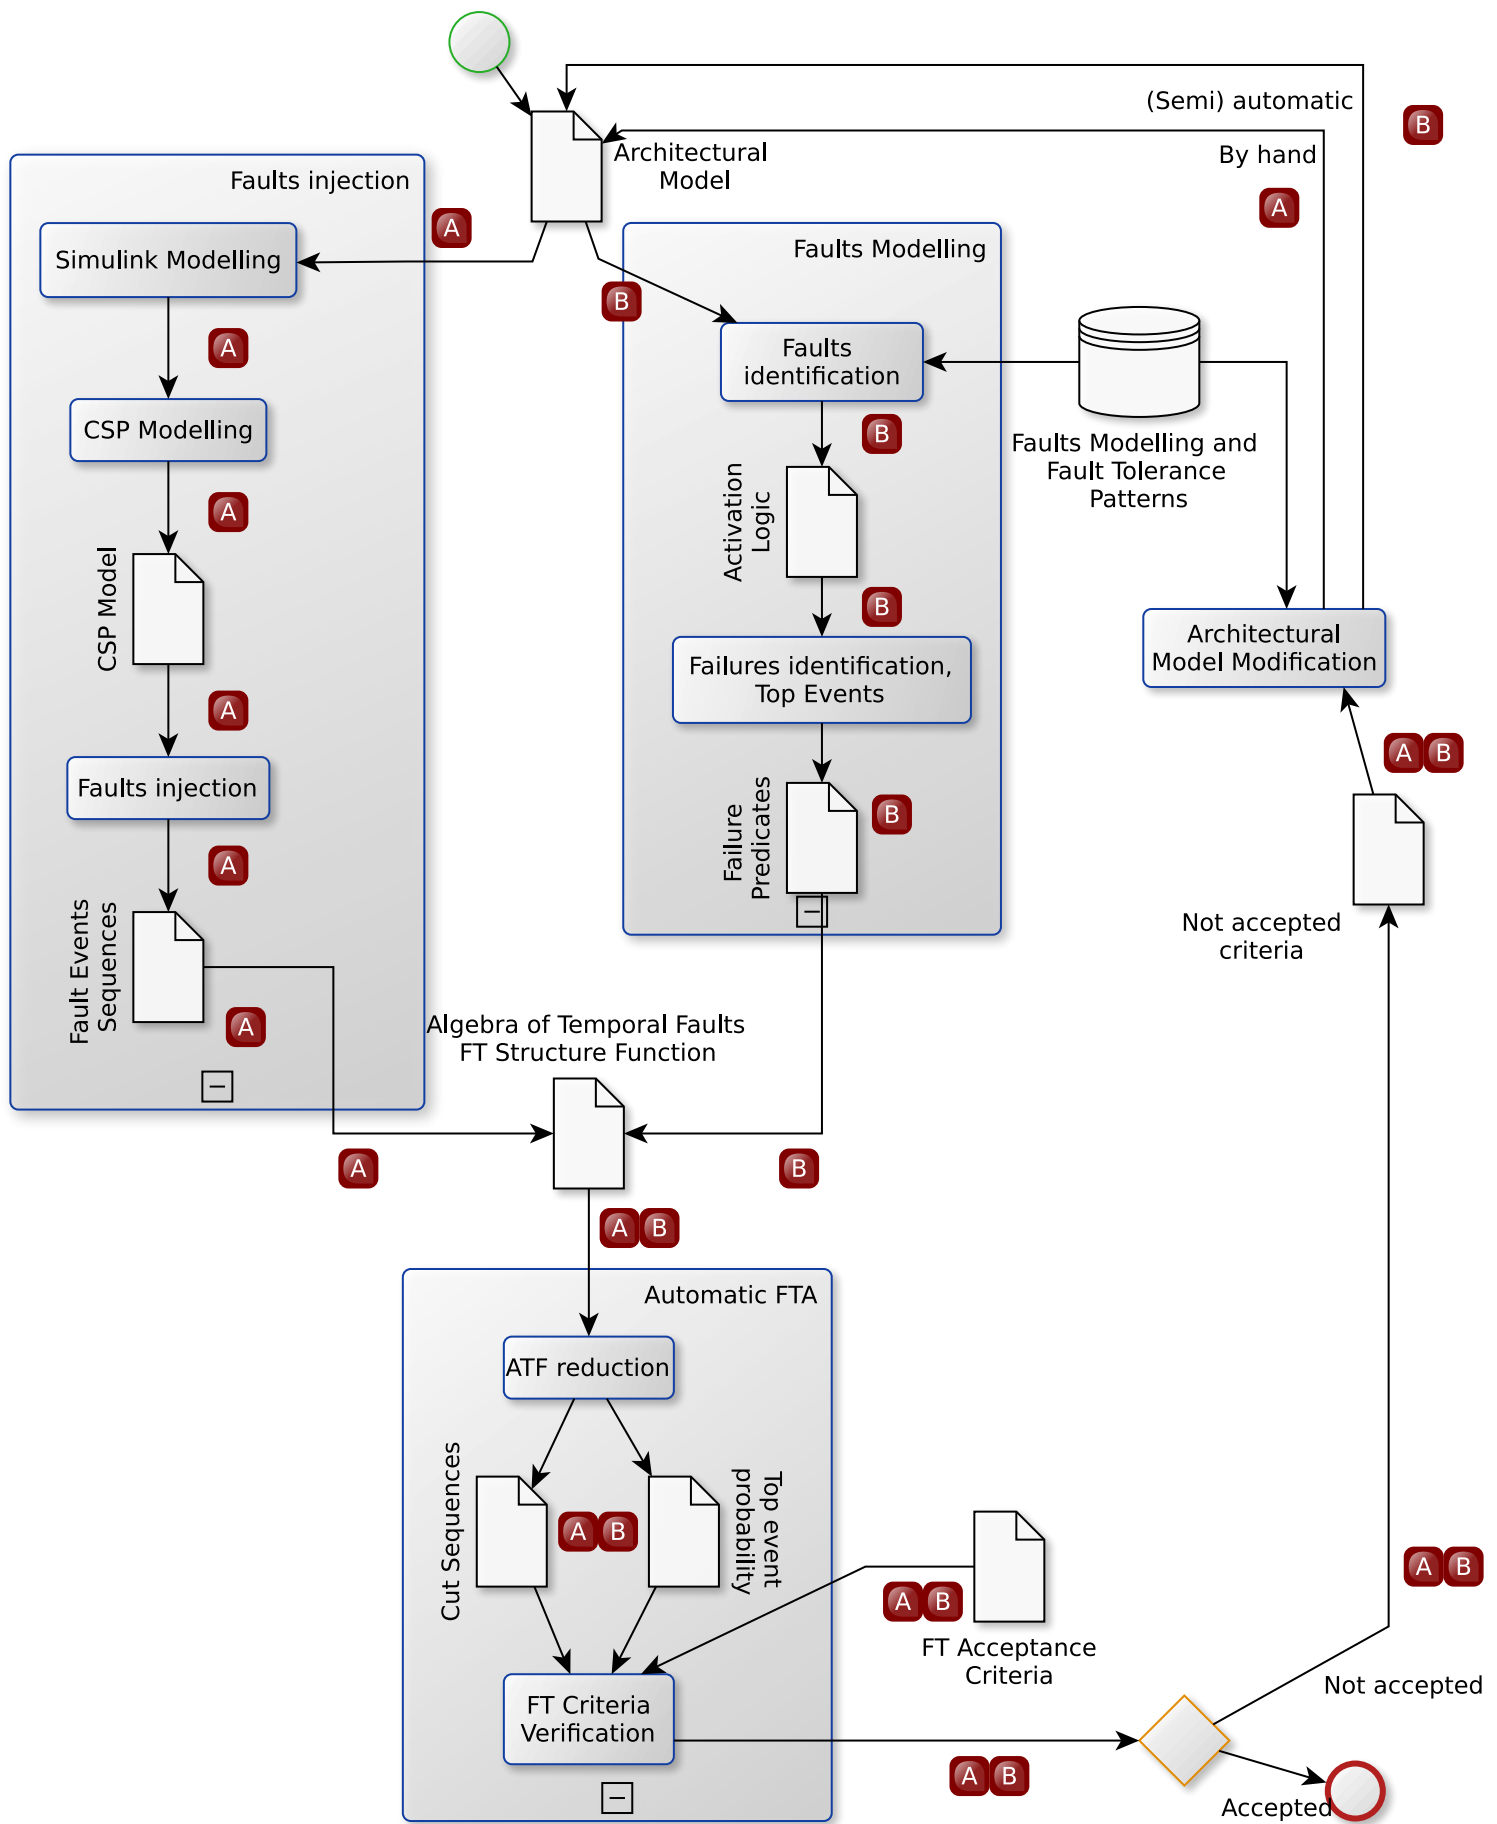 (Semi) automatic
B
Architectural
Model
By hand
A
Faults injection
A
Simulink Modelling
A
CSP Modelling
A
CSP Model
A
Faults injection
A
Fault Events
Sequences
A
Faults Modelling
B
Faults
identification
B
Activation
Logic
B
Failures identification,
Top Events
Failure
Predicates
B
Faults Modelling and
Fault Tolerance
Patterns
Architectural
Model Modification
A B
Not accepted
criteria
Algebra of Temporal Faults
FT Structure Function
A
B
A B
Automatic FTA
ATF reduction
Cut Sequences
A B
Top event
probability
A B
FT Acceptance
Criteria
FT Criteria
Verification
A B
A B
Not accepted
Accepted